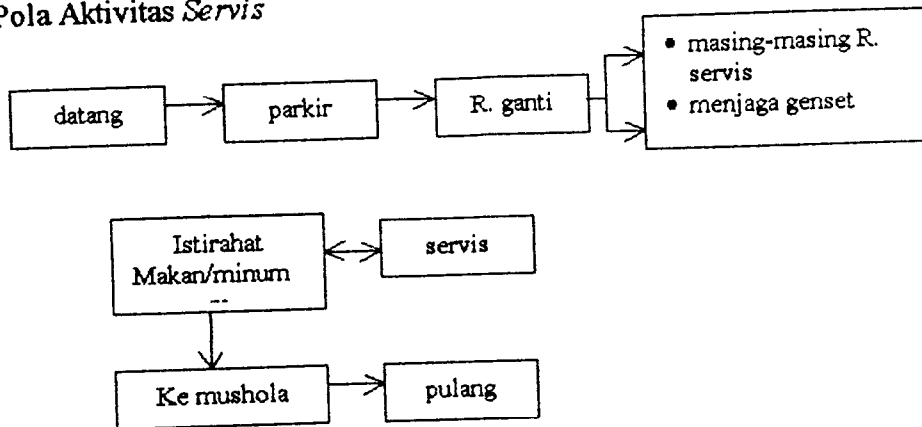 Pola Aktivitas Servis
datang
parkir
R. ganti
• masing-masing R.
servis
• menjaga genset
Istirahat
Makan/minum
...
servis
Ke mushola
pulang